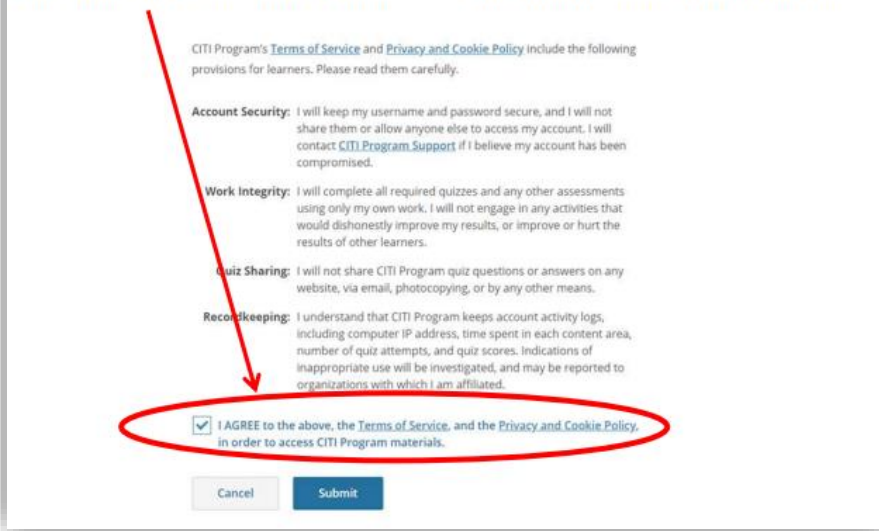 CITI Program's Terms of Service and Privacy and Cookie Policy include the following
provisions for learners. Please read them carefully.
Account Security: I will keep my username and password secure, and I will not
share them or allow anyone else to access my account. I will
contact CITI Program Support if I believe my account has been
compromised.
Work Integrity: I will complete all required quizzes and any other assessments
using only my own work. I will not engage in any activities that
would dishonestly improve my results, or improve or hurt the
results of other learners.
Quiz Sharing: I will not share CITI Program quiz questions or answers on any
website, via email, photocopying, or by any other means.
Recordkeeping: I understand that CITI Program keeps account activity logs,
including computer IP address, time spent in each content area,
number of quiz attempts, and quiz scores. Indications of
inappropriate use will be investigated, and may be reported to
organizations with which I am affiliated.
I AGREE to the above, the Terms of Service, and the Privacy and Cookie Policy,
in order to access CITI Program materials.
Cancel Submit